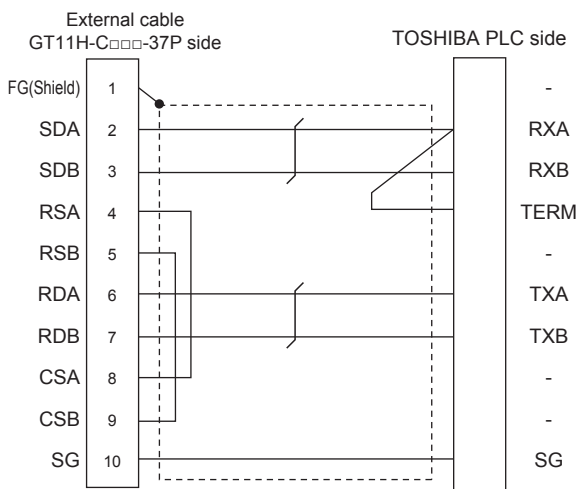 External cable
GT11H-C□□□-37P side
TOSHIBA PLC side
FG(Shield) 1 -
SDA 2 RXA
SDB 3 RXB
RSA 4 TERM
RSB 5 -
RDA 6 TXA
RDB 7 TXB
CSA 8 -
CSB 9 -
SG 10 SG